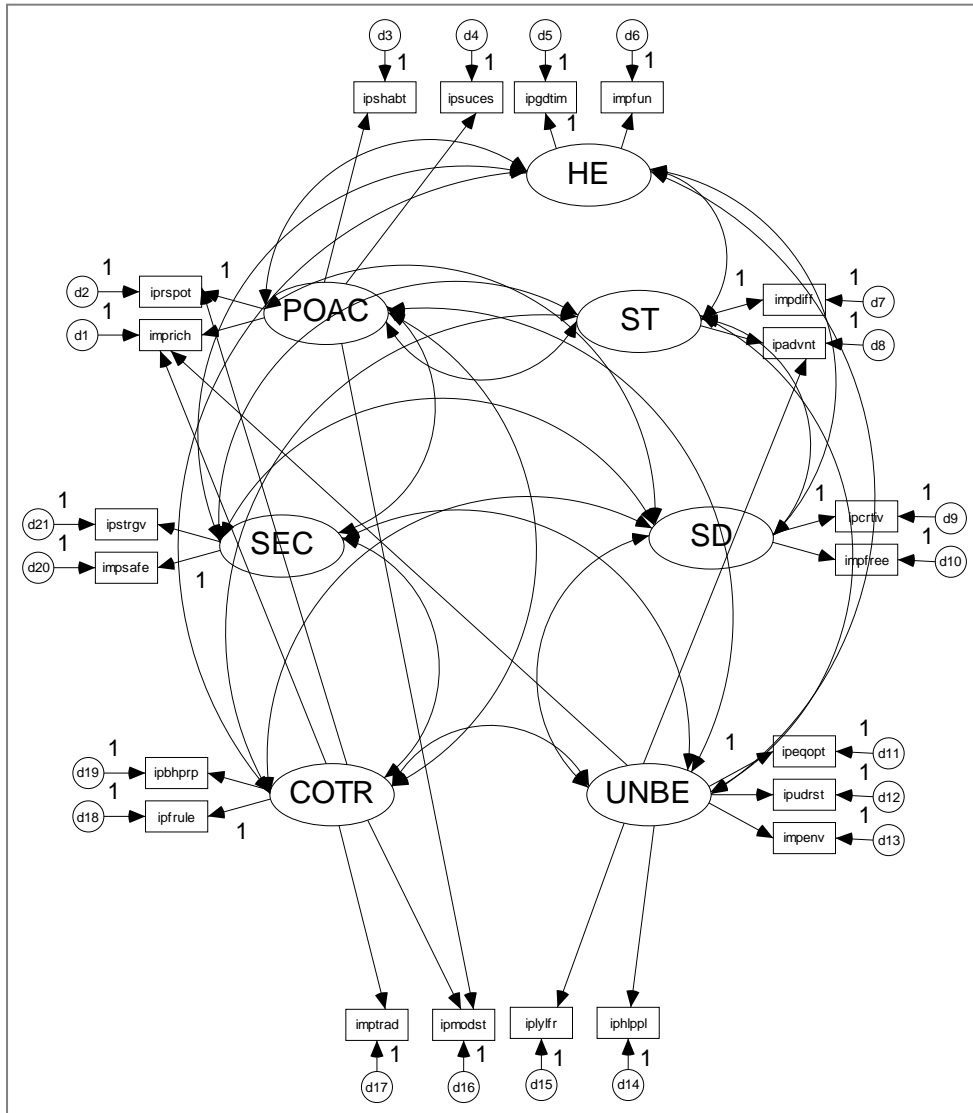 d3 d4 d5 d6
1 1 1 1
ipshabt ipsuces ipgdtim impfun
1
HE
1 1
d2 iprspot
POAC
ST
1 impdiff 1 d7
1
d1 imprich
ipadvnt 1 d8
1
d21 ipstrgv
SEC
SD
1 ipcrtiv 1 d9
1
d20 impsafe
1
impfree 1 d10
1
d19 ipbhprp
COTR
UNBE
1 ipeqopt 1 d11
1
d18 ipfrule
1
ipudrst 1 d12
impenv 1 d13
imptrad ipmodst iplylfr iphlppl
1 1 1 1
d17 d16 d15 d14